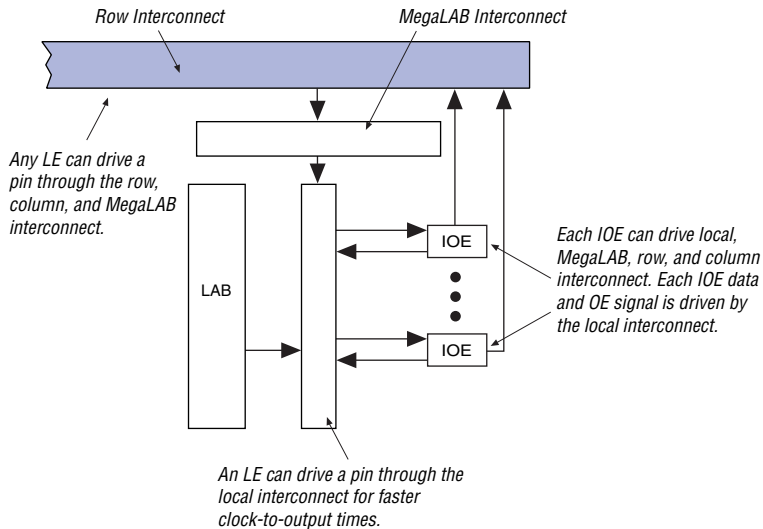 Row Interconnect
MegaLAB Interconnect
Any LE can drive a
pin through the row,
column, and MegaLAB
interconnect.
LAB
IOE
IOE
Each IOE can drive local,
MegaLAB, row, and column
interconnect. Each IOE data
and OE signal is driven by
the local interconnect.
An LE can drive a pin through the
local interconnect for faster
clock-to-output times.